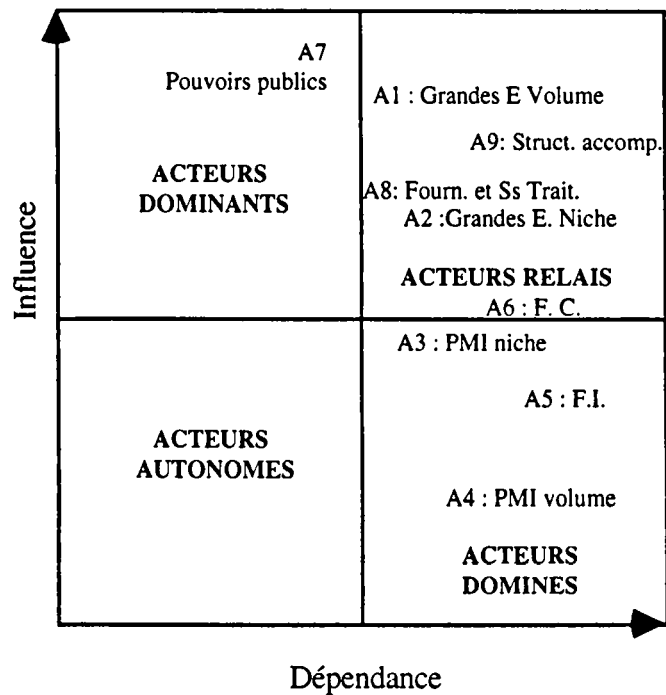 A7
Pouvoirs publics
A1 : Grandes E Volume
A9: Struct. accomp.
ACTEURS
DOMINANTS
A8: Fourn. et Ss Trait.
A2 :Grandes E. Niche
ACTEURS RELAIS
A6 : F. C.
Influence
A3 : PMI niche
A5 : F.I.
ACTEURS
AUTONOMES
A4 : PMI volume
ACTEURS
DOMINES
Dépendance